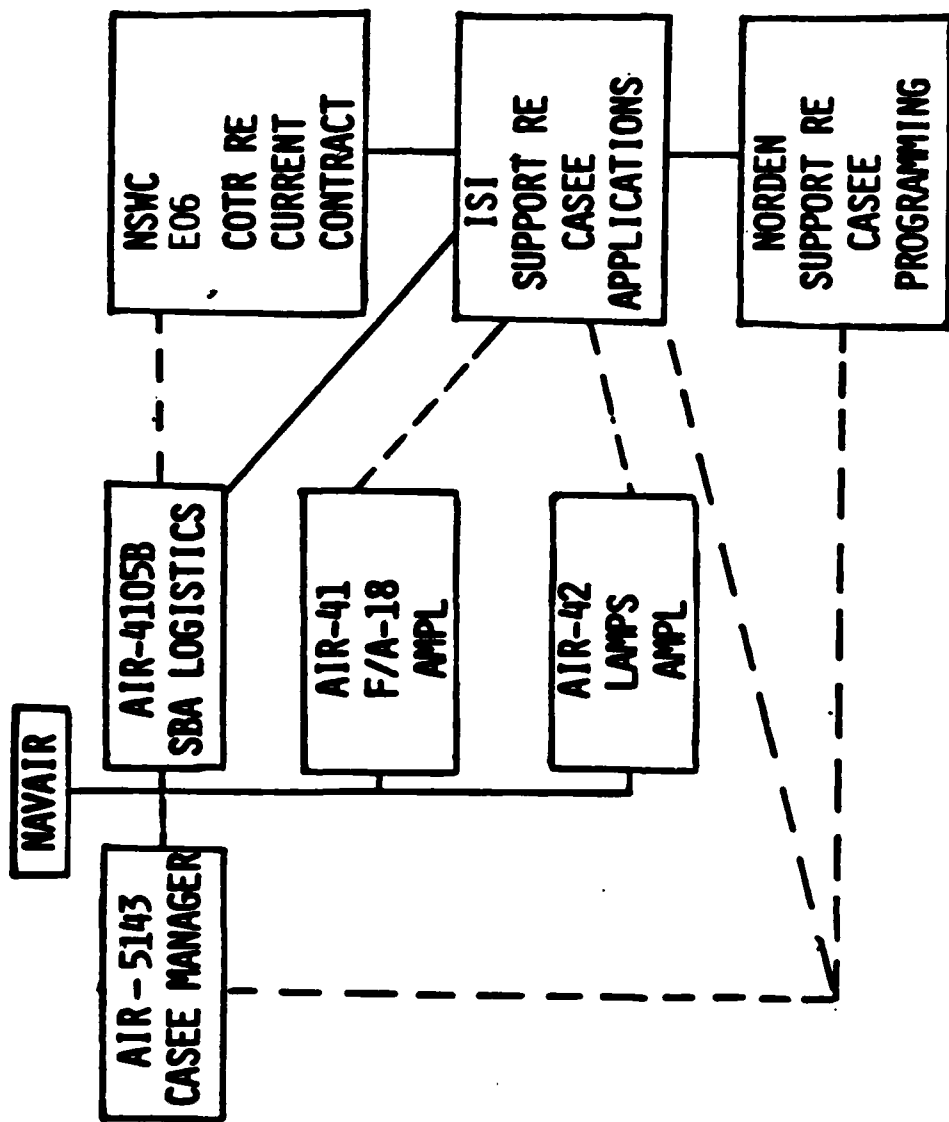 NAVAIR
AIR-5143
CASEE MANAGER
AIR-4105B
SBA LOGISTICS
NSWC
E06
COTR RE
CURRENT
CONTRACT
AIR-41
F/A-18
AMPL
ISI
SUPPORT RE
CASEE
APPLICATIONS
AIR-42
LAMPS
AMPL
NORDEN
SUPPORT RE
CASEE
PROGRAMMING